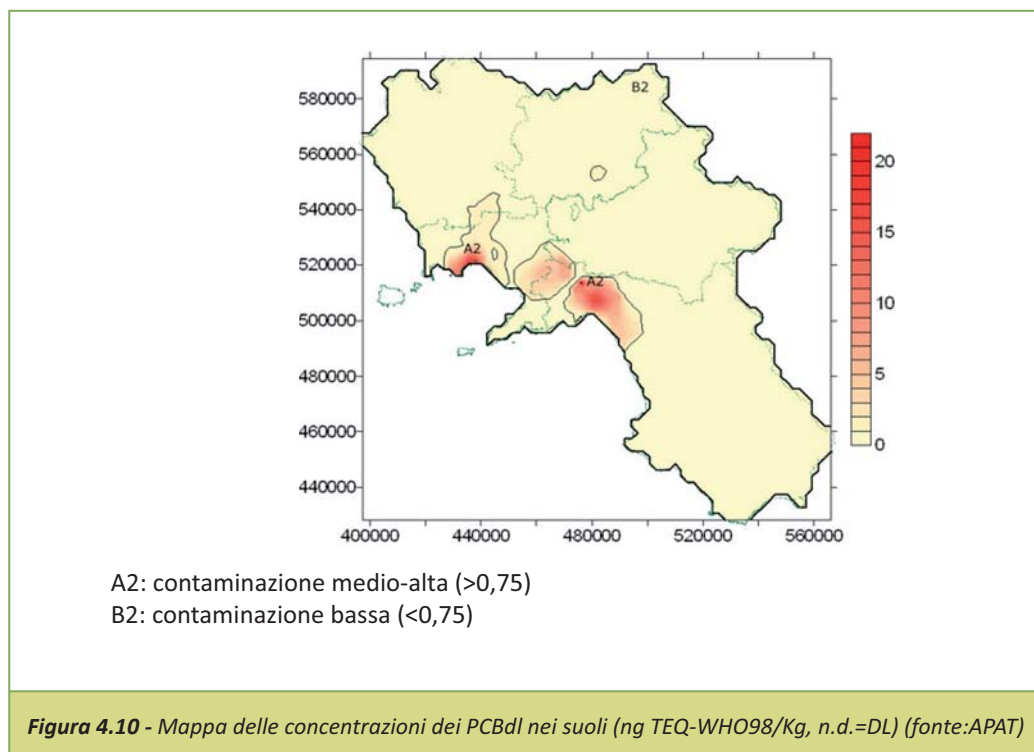 580000
560000
540000
520000
500000
480000
460000
440000
400000 440000 480000 520000 560000
B2
A2
A2
20
15
10
5
0
A2: contaminazione medio-alta (>0,75)
B2: contaminazione bassa (<0,75)
Figura 4.10 - Mappa delle concentrazioni dei PCBdl nei suoli (ng TEQ-WHO98/Kg, n.d.=DL) (fonte:APAT)